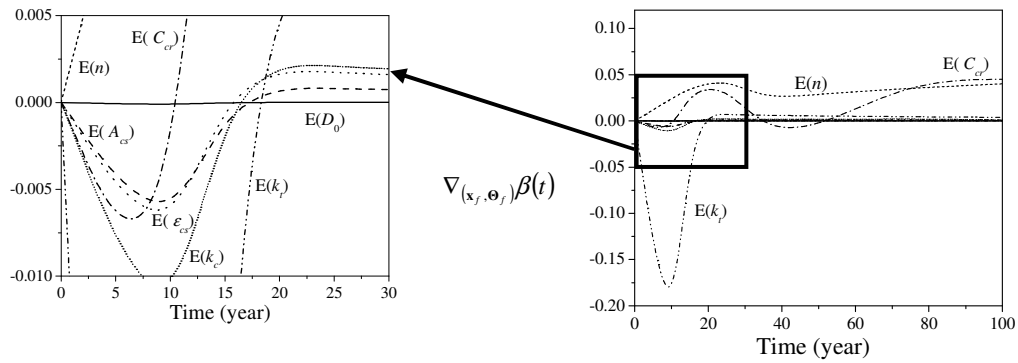 0.005
0.000
-0.005
-0.010
0 5 10 15 20 25 30
Time (year)
E(n)
E( C_cr)
E( A_cs)
E( ε_cs)
E(k_c)
E(k_t)
E(D_0)
∇_(x_f ,Θ_f) β(t)
0.10
0.05
0.00
-0.05
-0.10
-0.15
-0.20
0 20 40 60 80 100
Time (year)
E(n)
E( C_cr)
E(k_t)